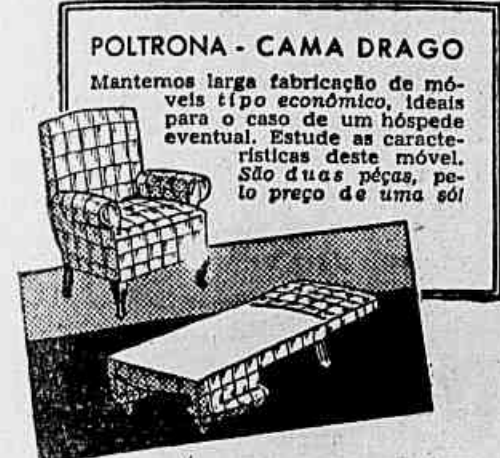 POLTRONA - CAMA DRAGO
Mantemos larga fabricação de mó-
veis tipo econômico, ideais
para o caso de um hóspede
eventual. Estude as caracte-
rísticas deste móvel.
São duas péças, pe-
lo preço de uma só!